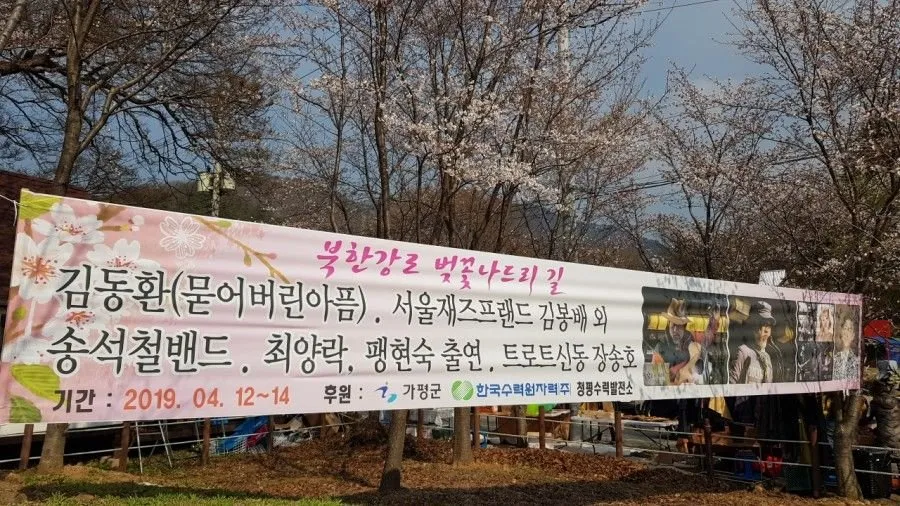 북한강로 벚꽃나드리 길
김동환(묻어버린아픔). 서울재즈프랜드 김봉배 외
송석철밴드. 최양락, 팽현숙 출연. 트로트신동 장송호
기간 : 2019. 04. 12~14 후원 : 가평군 한국수력원자력㈜ 청평수력발전소